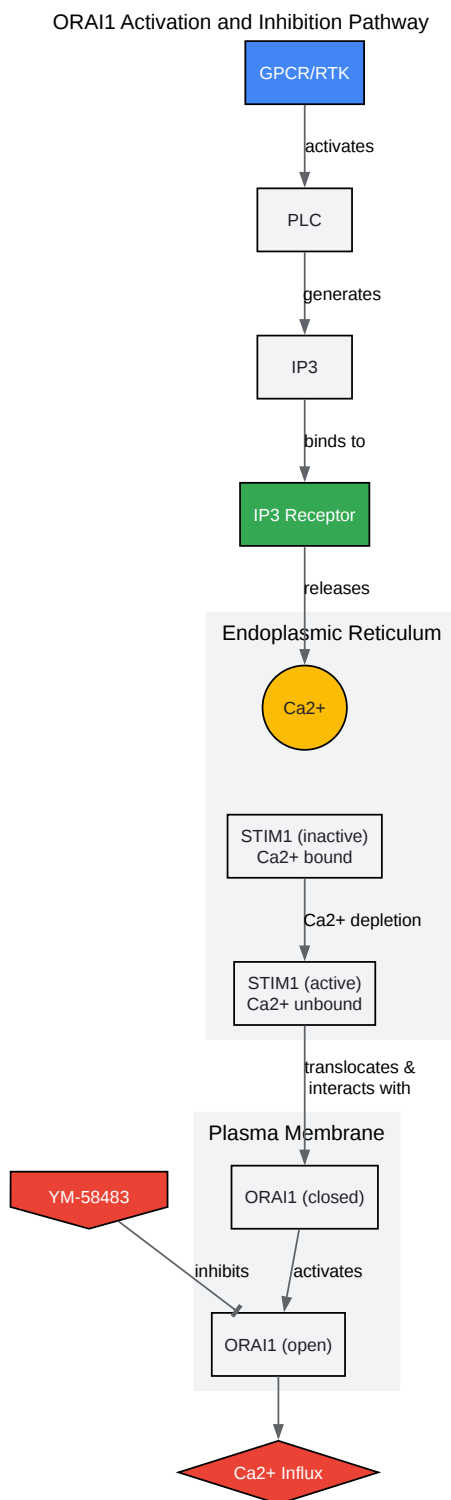 ORAI1 Activation and Inhibition Pathway
GPCR/RTK
activates
PLC
generates
IP3
binds to
IP3 Receptor
releases
Endoplasmic Reticulum
Ca2+
STIM1 (inactive)
Ca2+ bound
Ca2+ depletion
STIM1 (active)
Ca2+ unbound
translocates &
interacts with
Plasma Membrane
YM-58483
ORAI1 (closed)
inhibits
activates
ORAI1 (open)
Ca2+ Influx